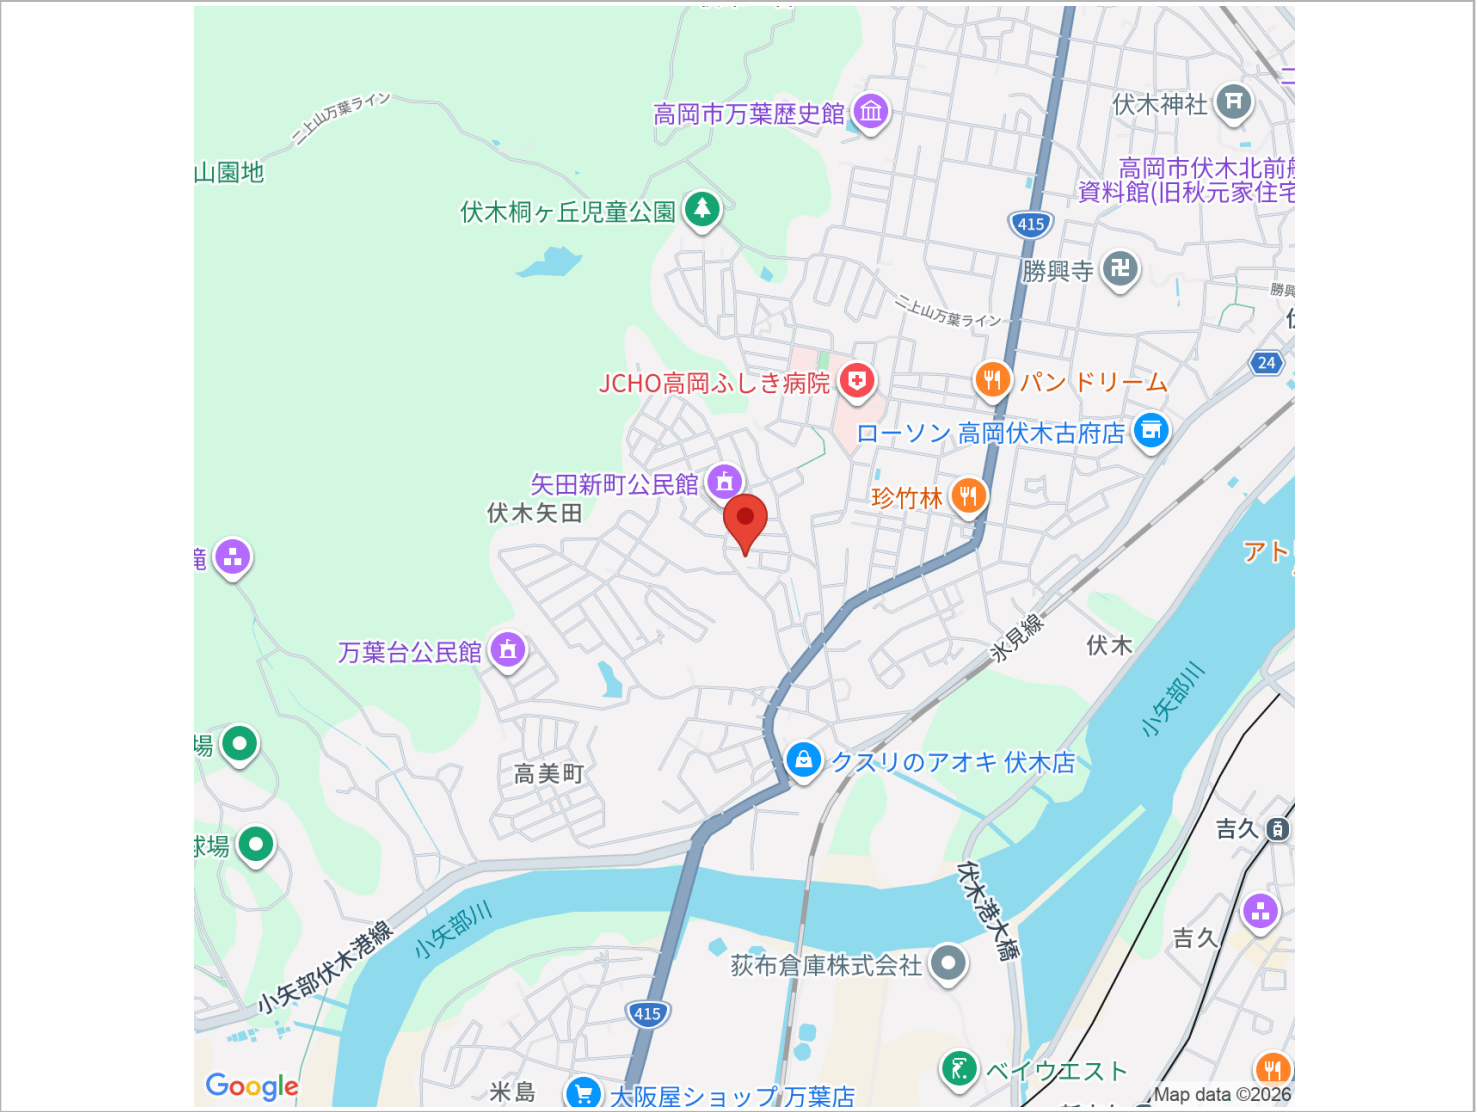 二上山万葉ライン
高岡市万葉歴史館
伏木神社
山園地
高岡市伏木北前船
資料館(旧秋元家住宅
伏木桐ヶ丘児童公園
415
勝興寺
勝興
二上山万葉ライン
24
JCHO高岡ふしき病院
パン ドリーム
ローソン 高岡伏木古府店
矢田新町公民館
珍竹林
伏木矢田
滝
アト
氷見線
伏木
万葉台公民館
小矢部川
場
クスリのアオキ 伏木店
高美町
吉久
球場
伏木港大橋
小矢部川
吉久
小矢部伏木港線
荻布倉庫株式会社
415
ベイウエスト
Google
米島
大阪屋ショップ 万葉店
Map data ©2026